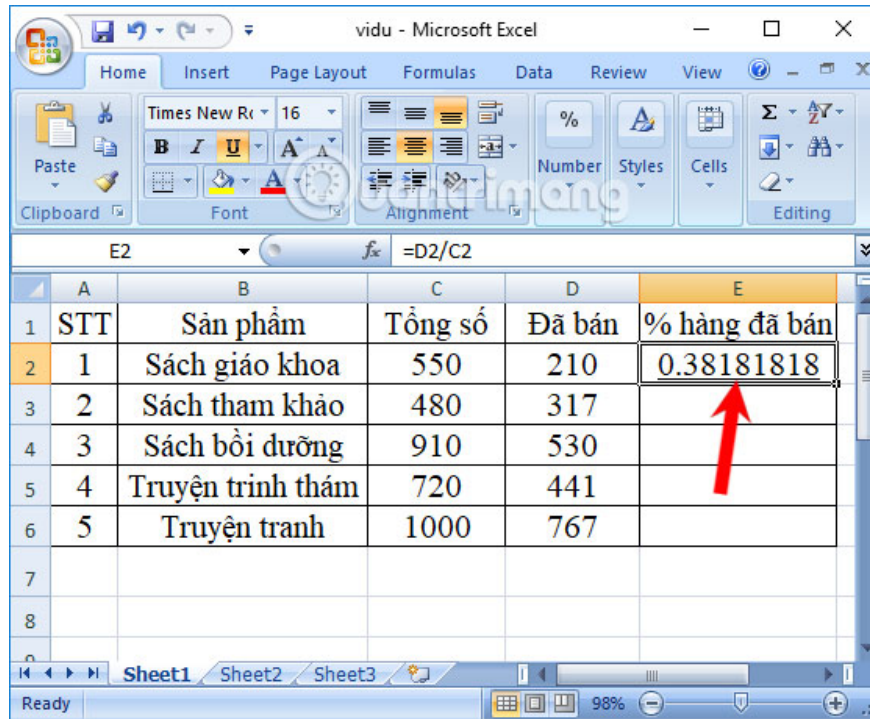 vidu - Microsoft Excel
Home Insert Page Layout Formulas Data Review View
Times New Ro 16
Paste
B I U A A
% Number Styles Cells Σ
Clipboard Font Alignment Editing
Quantrimang
E2 fx =D2/C2
A B C D E
1 STT Sản phẩm Tổng số Đã bán % hàng đã bán
2 1 Sách giáo khoa 550 210 0.38181818
3 2 Sách tham khảo 480 317
4 3 Sách bồi dưỡng 910 530
5 4 Truyện trinh thám 720 441
6 5 Truyện tranh 1000 767
7
8
Sheet1 Sheet2 Sheet3
Ready 98%